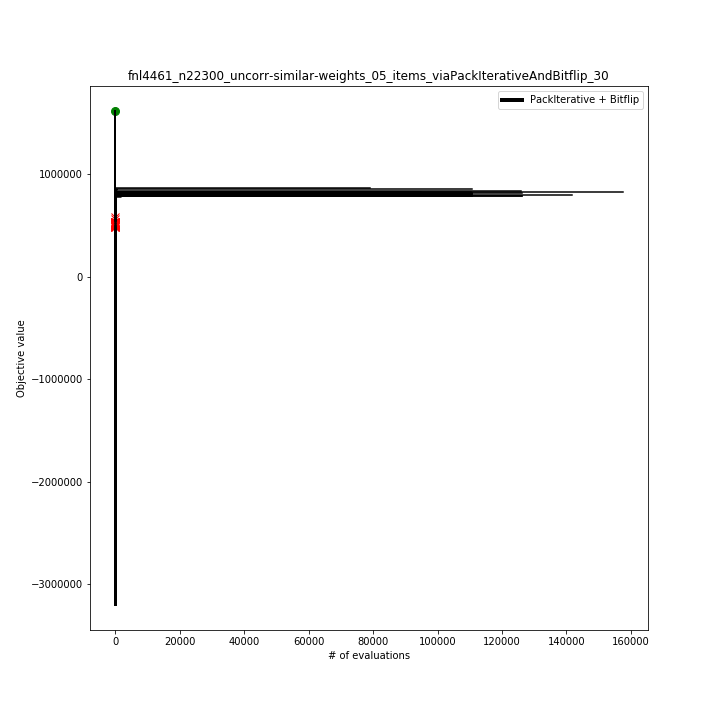 fnl4461_n22300_uncorr-similar-weights_05_items_viaPackIterativeAndBitflip_30
PackIterative + Bitflip
1000000
0
−1000000
−2000000
−3000000
Objective value
0 20000 40000 60000 80000 100000 120000 140000 160000
# of evaluations